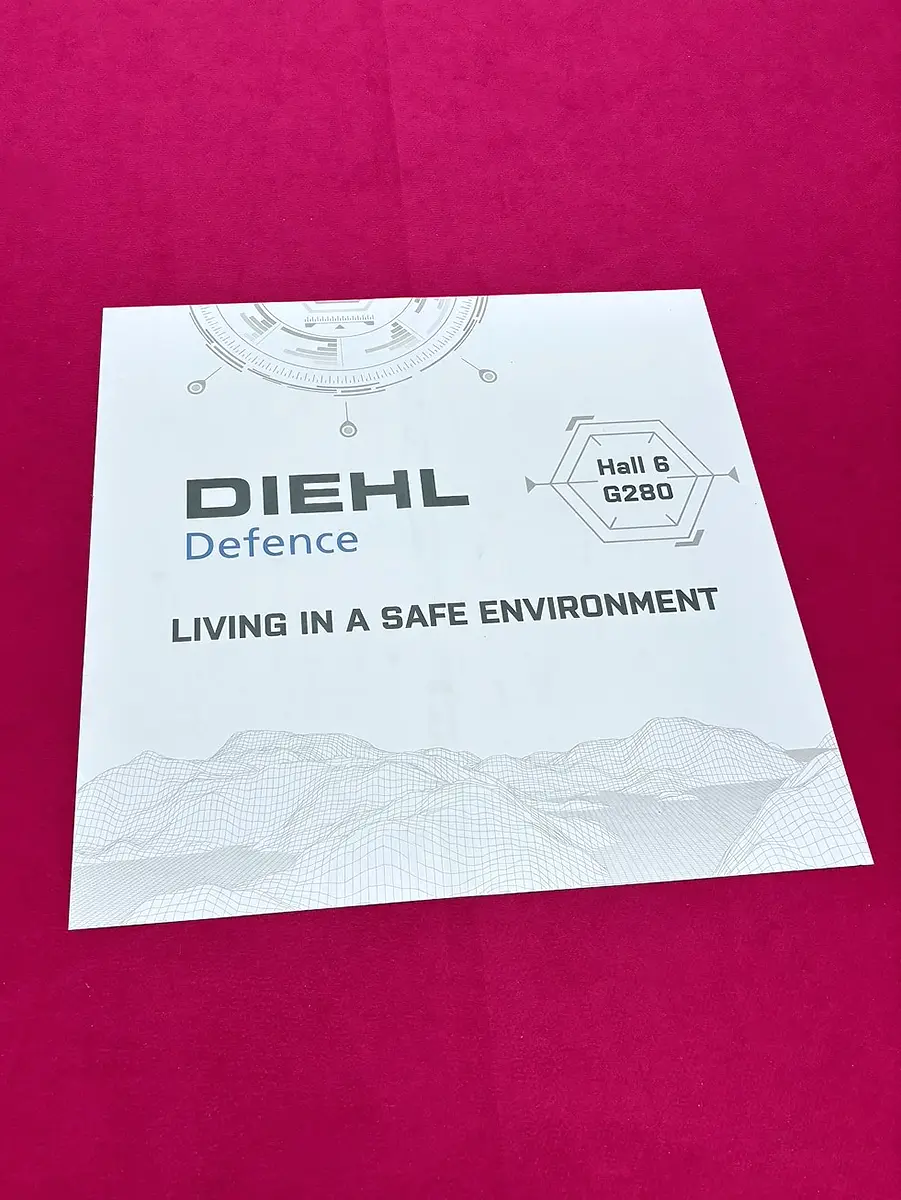 DIEHL
Defence
Hall 6
G280
LIVING IN A SAFE ENVIRONMENT